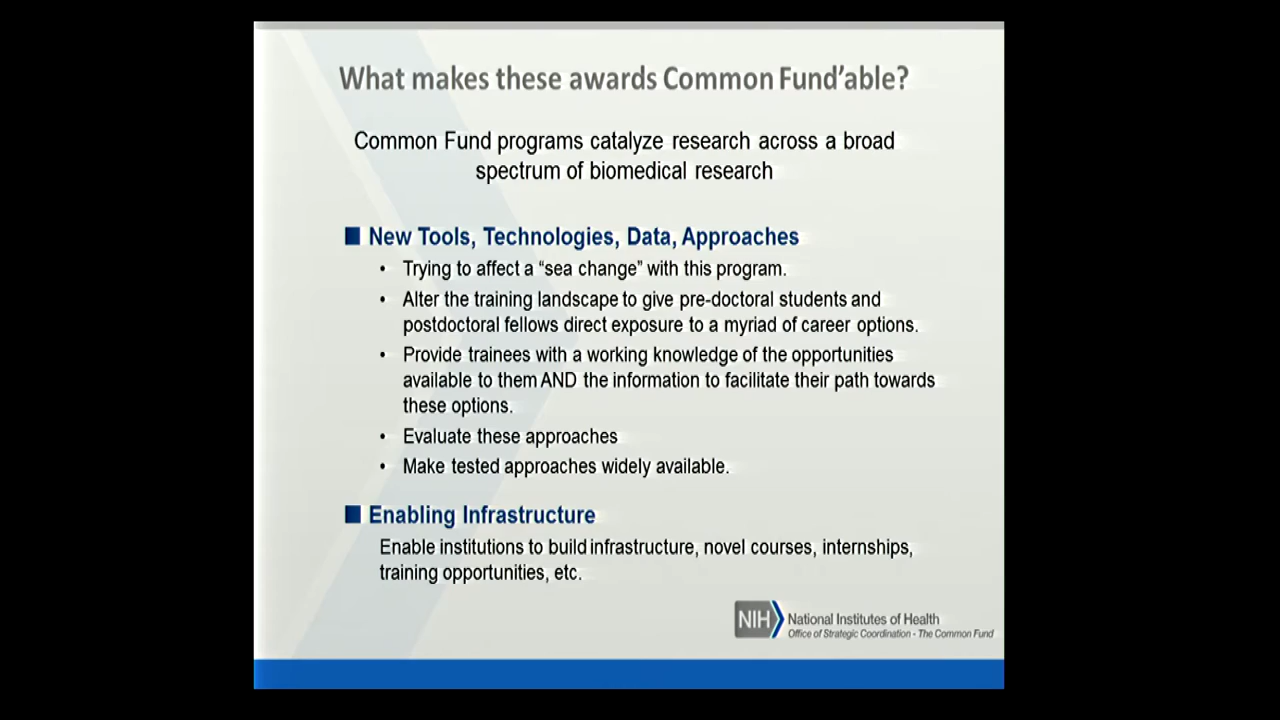 What makes these awards Common Fund'able?
Common Fund programs catalyze research across a broad
spectrum of biomedical research
New Tools, Technologies, Data, Approaches
• Trying to affect a “sea change” with this program.
• Alter the training landscape to give pre-doctoral students and
postdoctoral fellows direct exposure to a myriad of career options.
• Provide trainees with a working knowledge of the opportunities
available to them AND the information to facilitate their path towards
these options.
• Evaluate these approaches
• Make tested approaches widely available.
Enabling Infrastructure
Enable institutions to build infrastructure, novel courses, internships,
training opportunities, etc.
NIH National Institutes of Health
Office of Strategic Coordination - The Common Fund